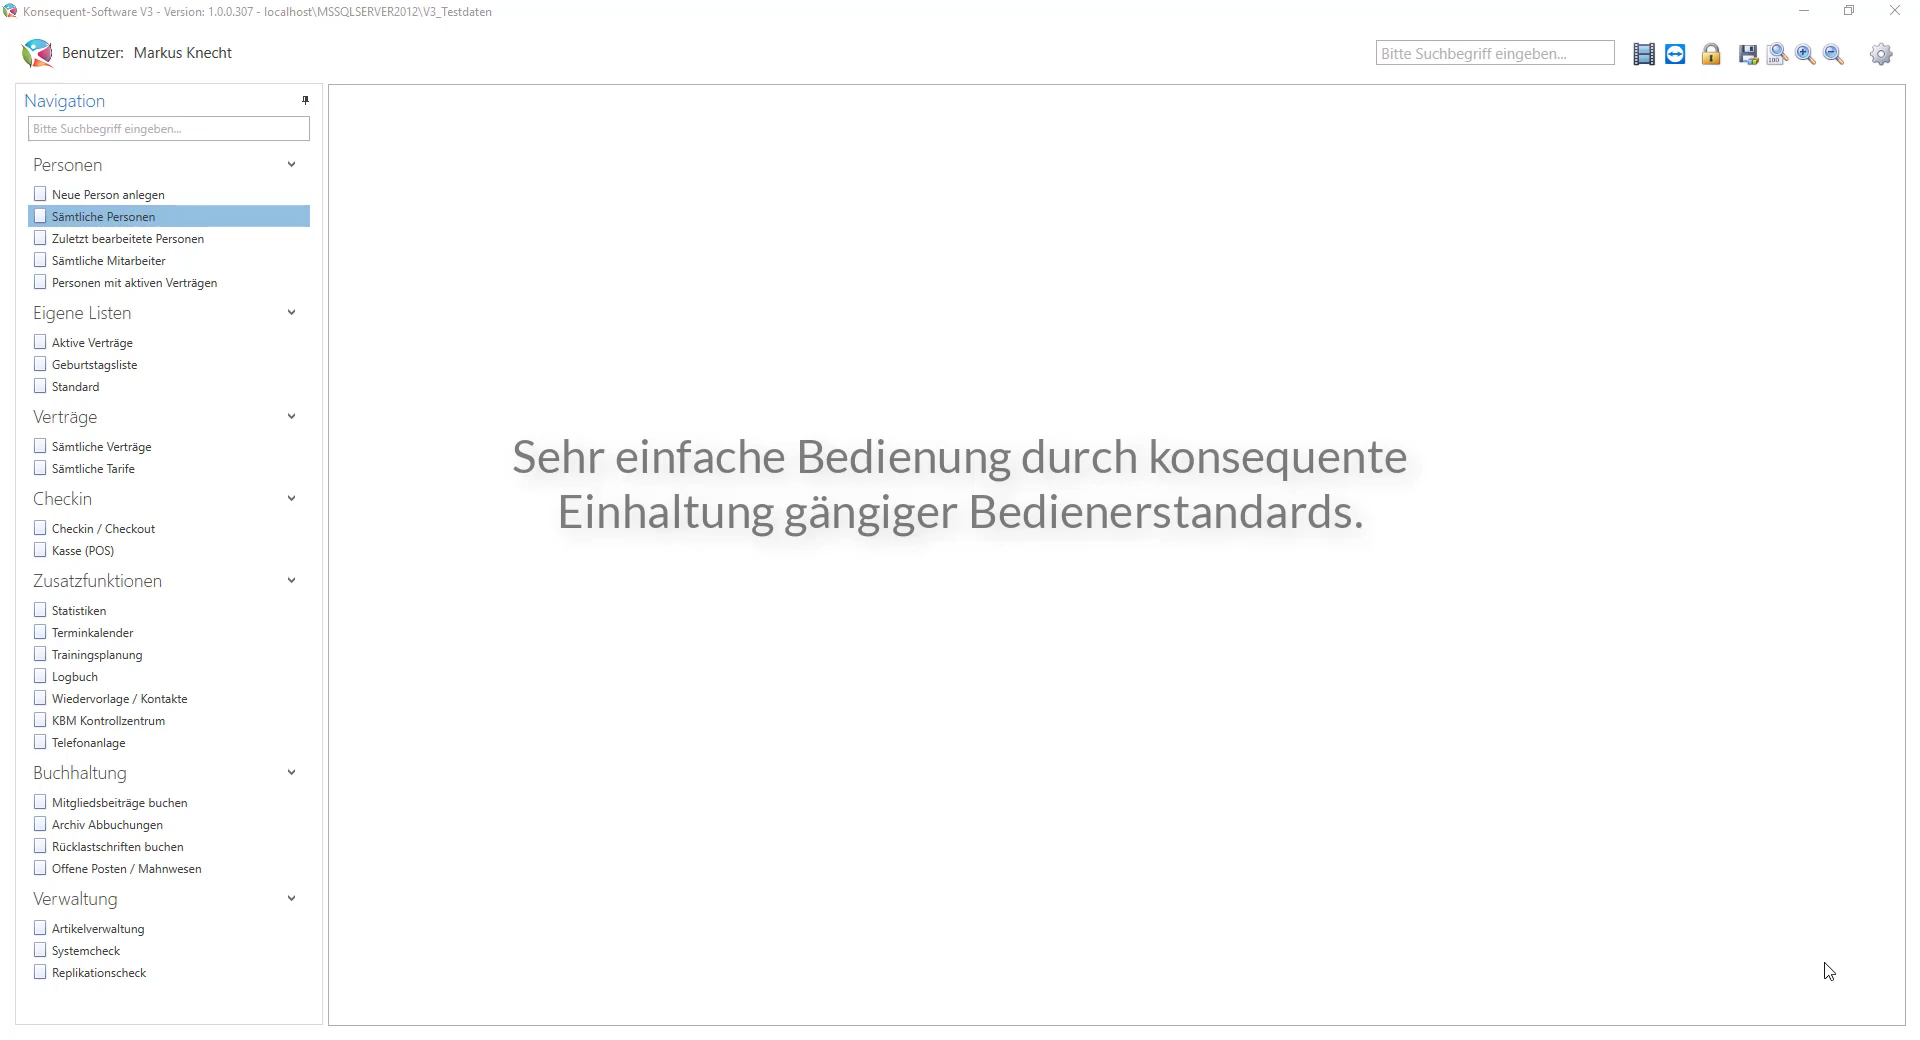 Konsequent-Software V3 - Version: 1.0.0.307 - localhost\MSSQLSERVER2012\V3_Testdaten
Benutzer: Markus Knecht
Bitte Suchbegriff eingeben...
100
Navigation
Bitte Suchbegriff eingeben...
Personen
Neue Person anlegen
Sämtliche Personen
Zuletzt bearbeitete Personen
Sämtliche Mitarbeiter
Personen mit aktiven Verträgen
Eigene Listen
Aktive Verträge
Geburtstagsliste
Standard
Verträge
Sämtliche Verträge
Sämtliche Tarife
Checkin
Checkin / Checkout
Kasse (POS)
Zusatzfunktionen
Statistiken
Terminkalender
Trainingsplanung
Logbuch
Wiedervorlage / Kontakte
KBM Kontrollzentrum
Telefonanlage
Buchhaltung
Mitgliedsbeiträge buchen
Archiv Abbuchungen
Rücklastschriften buchen
Offene Posten / Mahnwesen
Verwaltung
Artikelverwaltung
Systemcheck
Replikationscheck
Sehr einfache Bedienung durch konsequente
Einhaltung gängiger Bedienerstandards.